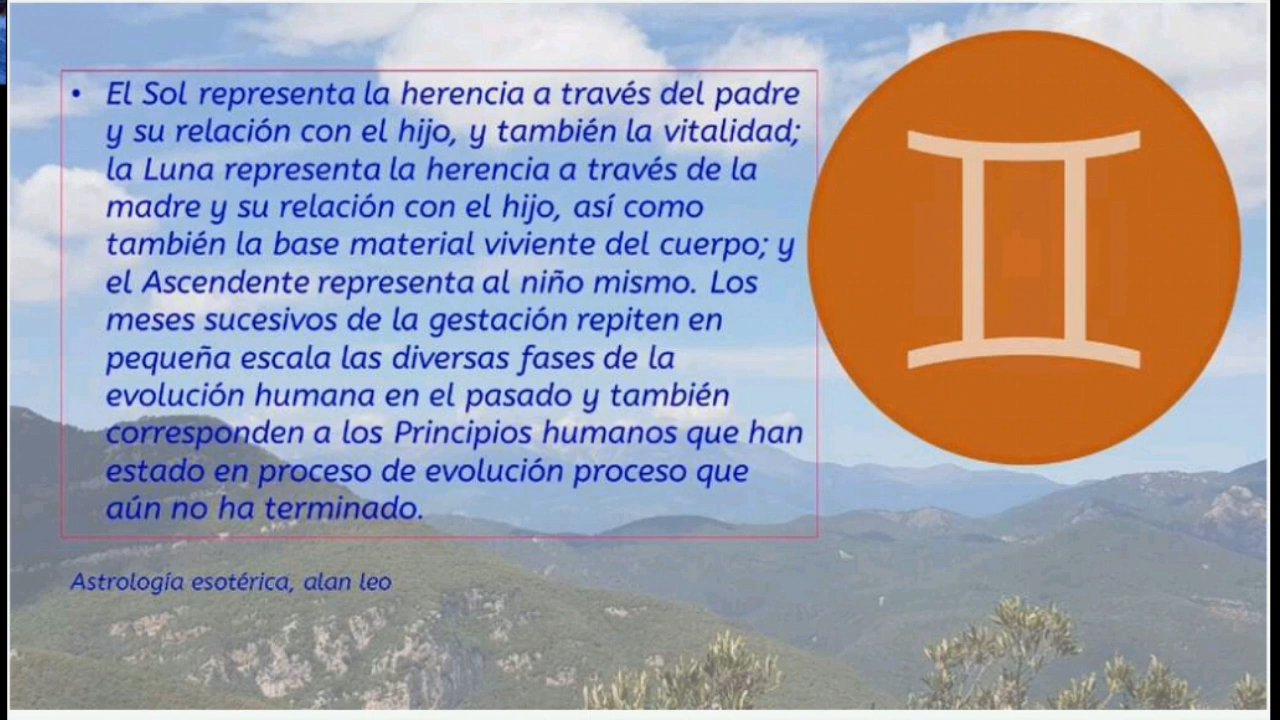 • El Sol representa la herencia a través del padre
y su relación con el hijo, y también la vitalidad;
la Luna representa la herencia a través de la
madre y su relación con el hijo, así como
también la base material viviente del cuerpo; y
el Ascendente representa al niño mismo. Los
meses sucesivos de la gestación repiten en
pequeña escala las diversas fases de la
evolución humana en el pasado y también
corresponden a los Principios humanos que han
estado en proceso de evolución proceso que
aún no ha terminado.
Astrología esotérica, alan leo